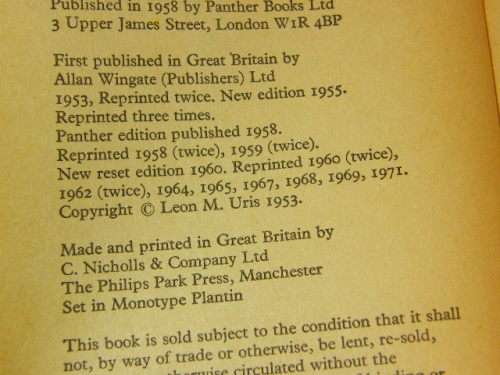 Published in 1958 by Panther Books Ltd
3 Upper James Street, London W1R 4BP
First published in Great Britain by
Allan Wingate (Publishers) Ltd
1953, Reprinted twice. New edition 1955.
Reprinted three times.
Panther edition published 1958.
Reprinted 1958 (twice), 1959 (twice).
New reset edition 1960. Reprinted 1960 (twice),
1962 (twice), 1964, 1965, 1967, 1968, 1969, 1971.
Copyright © Leon M. Uris 1953.
Made and printed in Great Britain by
C. Nicholls & Company Ltd
The Philips Park Press, Manchester
Set in Monotype Plantin
This book is sold subject to the condition that it shall
not, by way of trade or otherwise, be lent, re-sold,
otherwise circulated without the